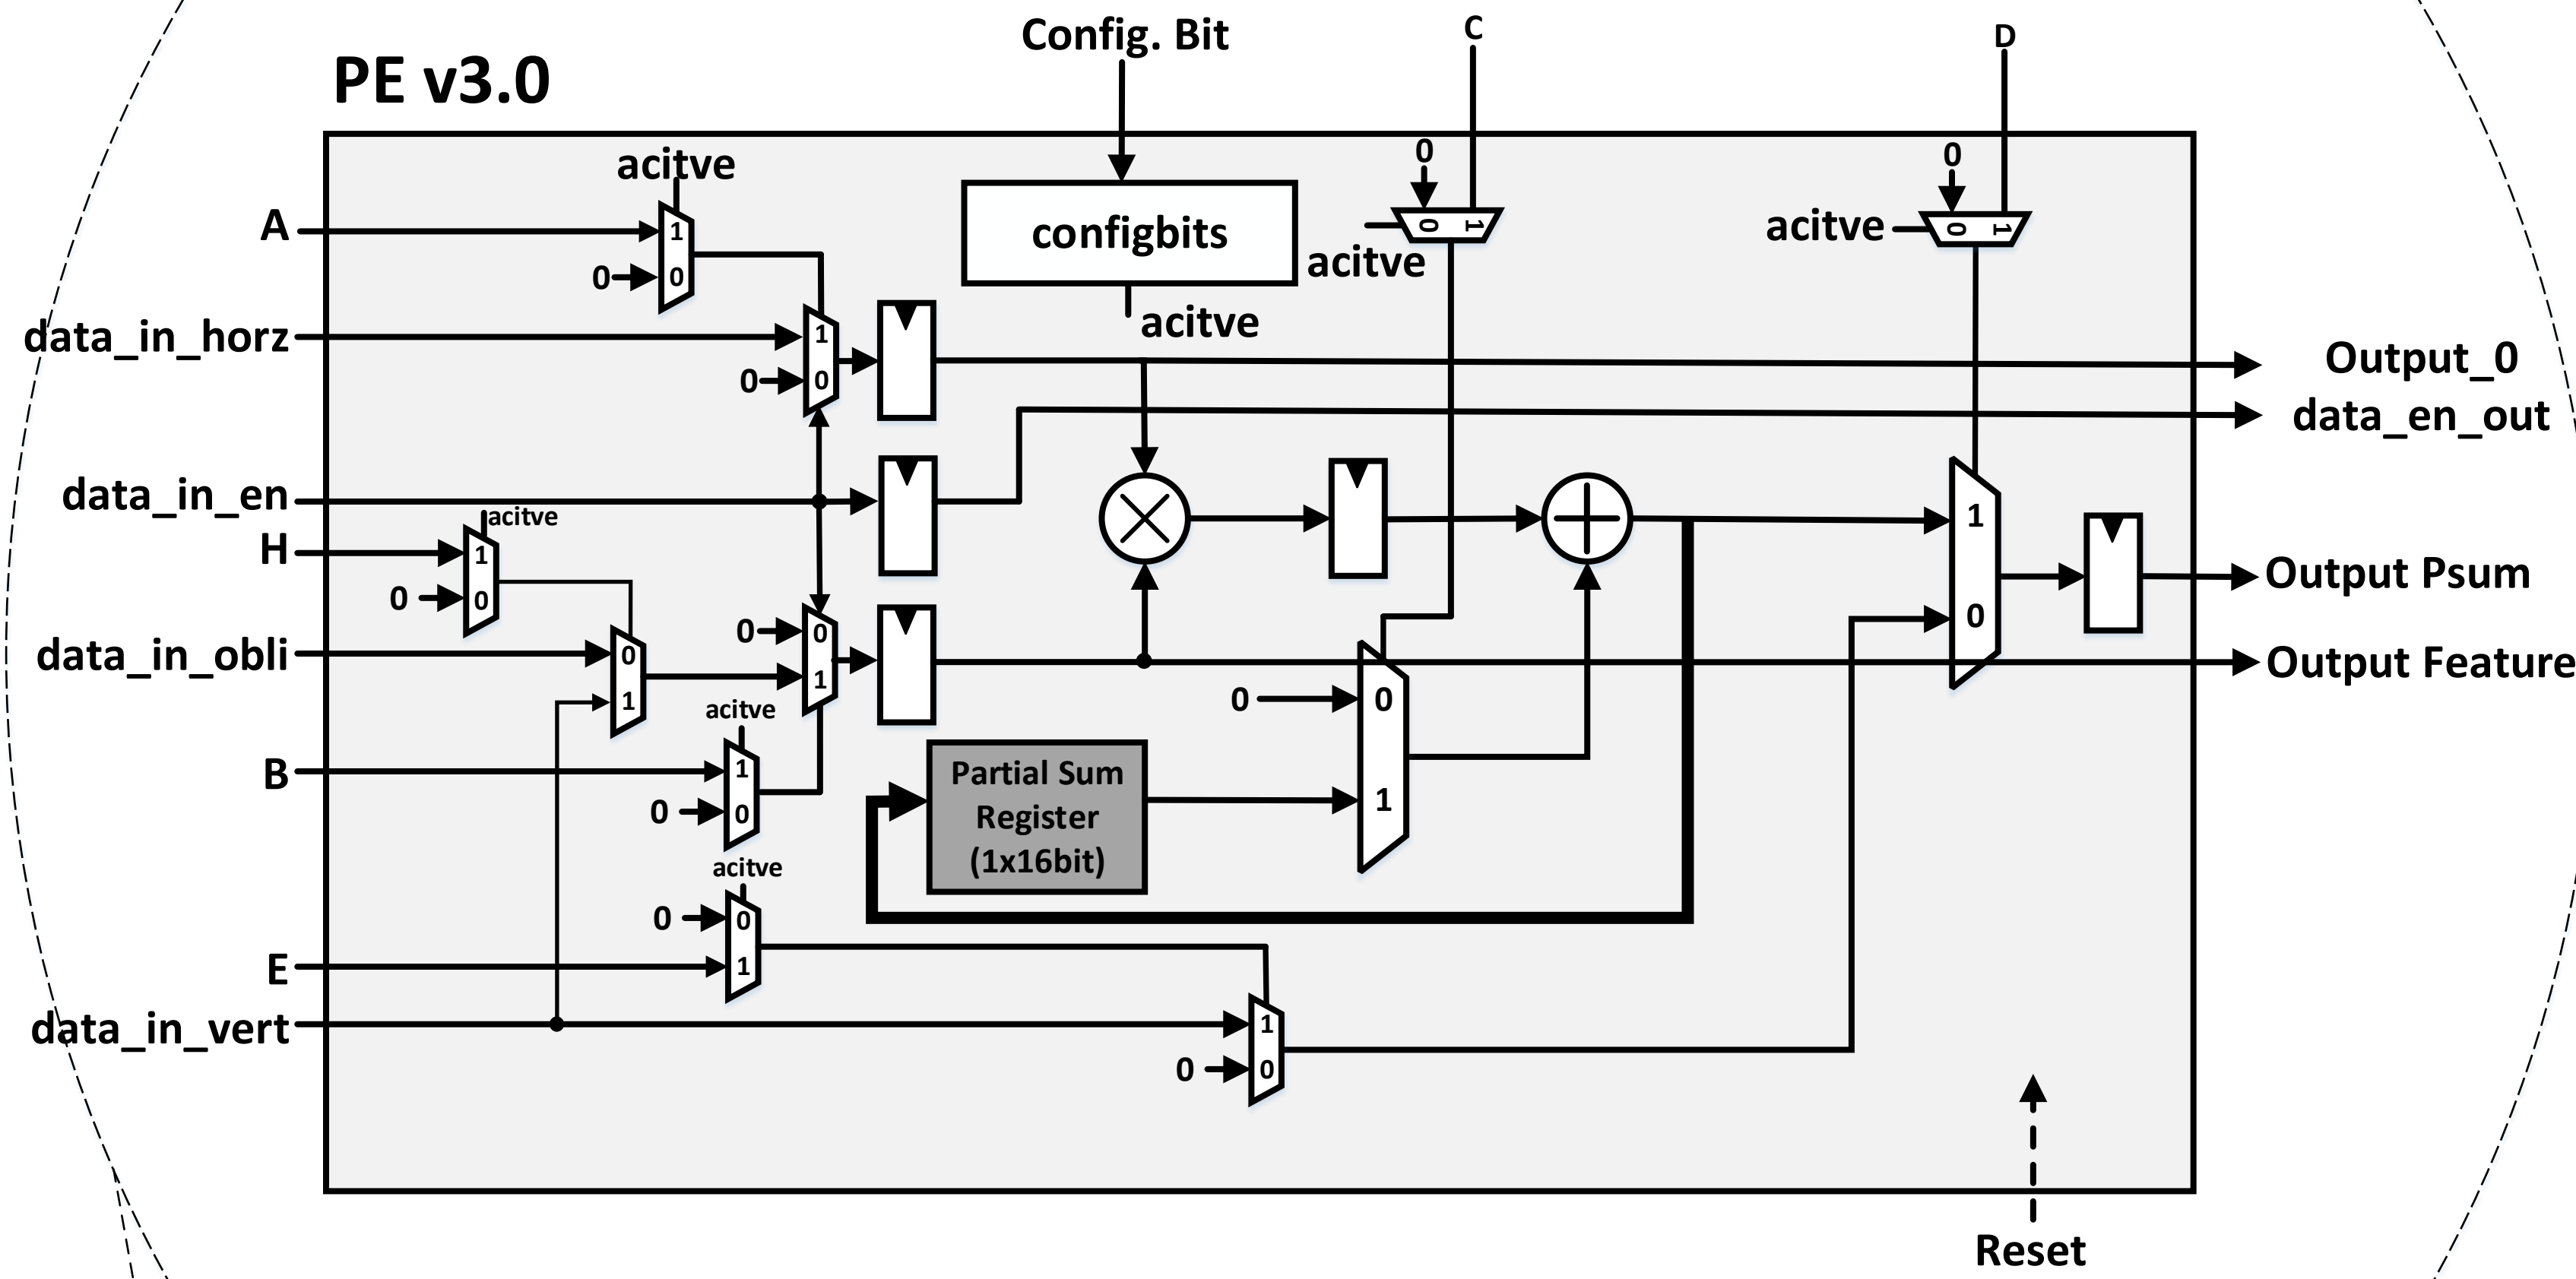 Config. Bit
C
D
PE v3.0
0
0
acitve
A
1
configbits
0
1
acitve
0
1
acitve
0
0
acitve
data_in_horz
1
0
0
Output_0
data_en_out
data_in_en
acitve
H
1
1
0
0
Output Psum
0
0
0
data_in_obli
0
1
Output Feature
1
0
0
acitve
B
1
0
0
Partial Sum
Register
(1x16bit)
1
acitve
0
0
E
1
data_in_vert
1
0
0
Reset